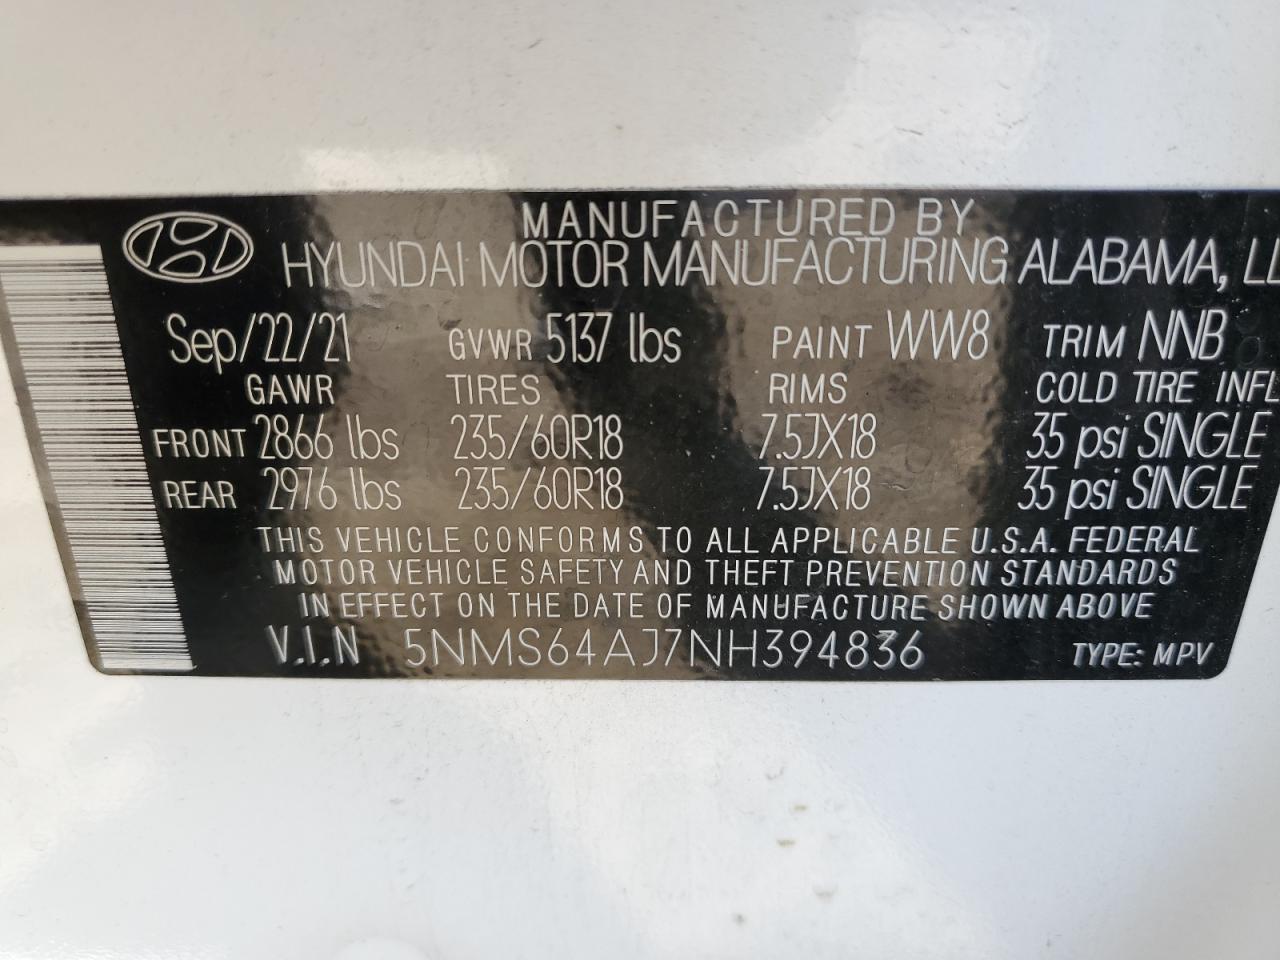 MANUFACTURED BY
HYUNDAI MOTOR MANUFACTURING ALABAMA,
Sep/22/21 GVWR 5137 lbs PAINT WW8 TRIM NNB
GAWR TIRES RIMS COLD TIRE
FRONT 2866 lbs 235/60R18 7.5JX18 35 psi SINGLE
REAR 2976 lbs 235/60R18 7.5JX18 35 psi SINGLE
THIS VEHICLE CONFORMS TO ALL APPLICABLE U.S.A. FEDERAL
MOTOR VEHICLE SAFETY AND THEFT PREVENTION STANDARDS
IN EFFECT ON THE DATE OF MANUFACTURE SHOWN ABOVE
V.I.N 5NMS64AJ7NH394836 TYPE: MPV